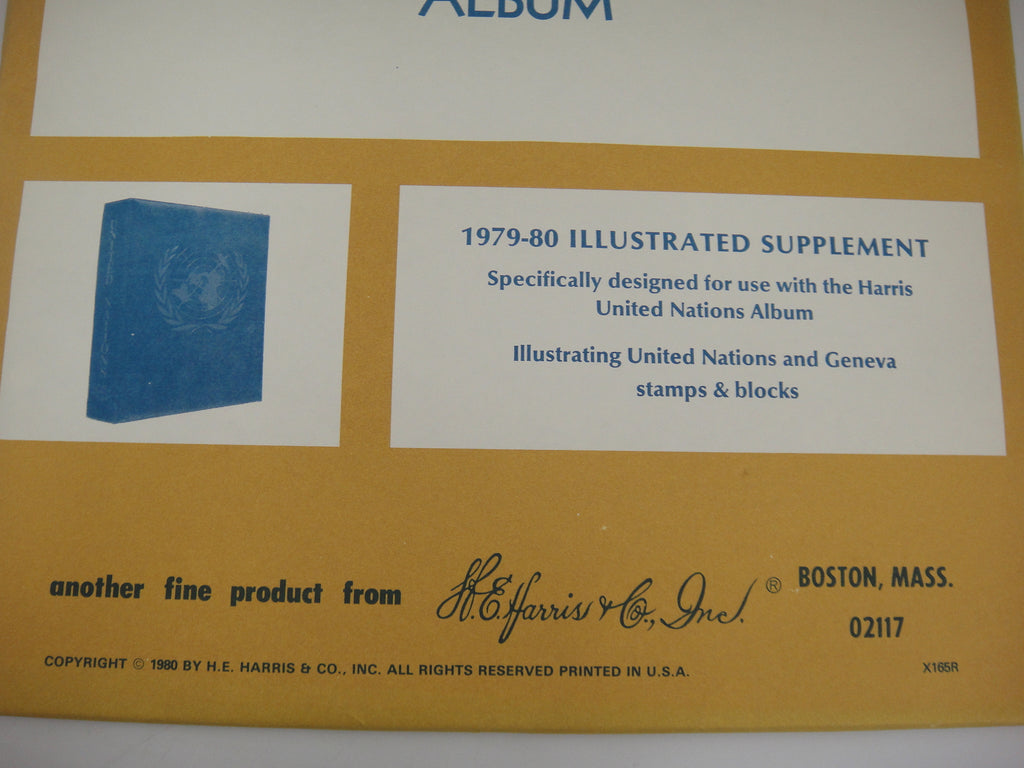 ALBUM
1979-80 ILLUSTRATED SUPPLEMENT
Specifically designed for use with the Harris
United Nations Album
Illustrating United Nations and Geneva
stamps & blocks
another fine product from H.E. Harris & Co., Inc. ® BOSTON, MASS.
02117
COPYRIGHT © 1980 BY H.E. HARRIS & CO., INC. ALL RIGHTS RESERVED PRINTED IN U.S.A. X165R